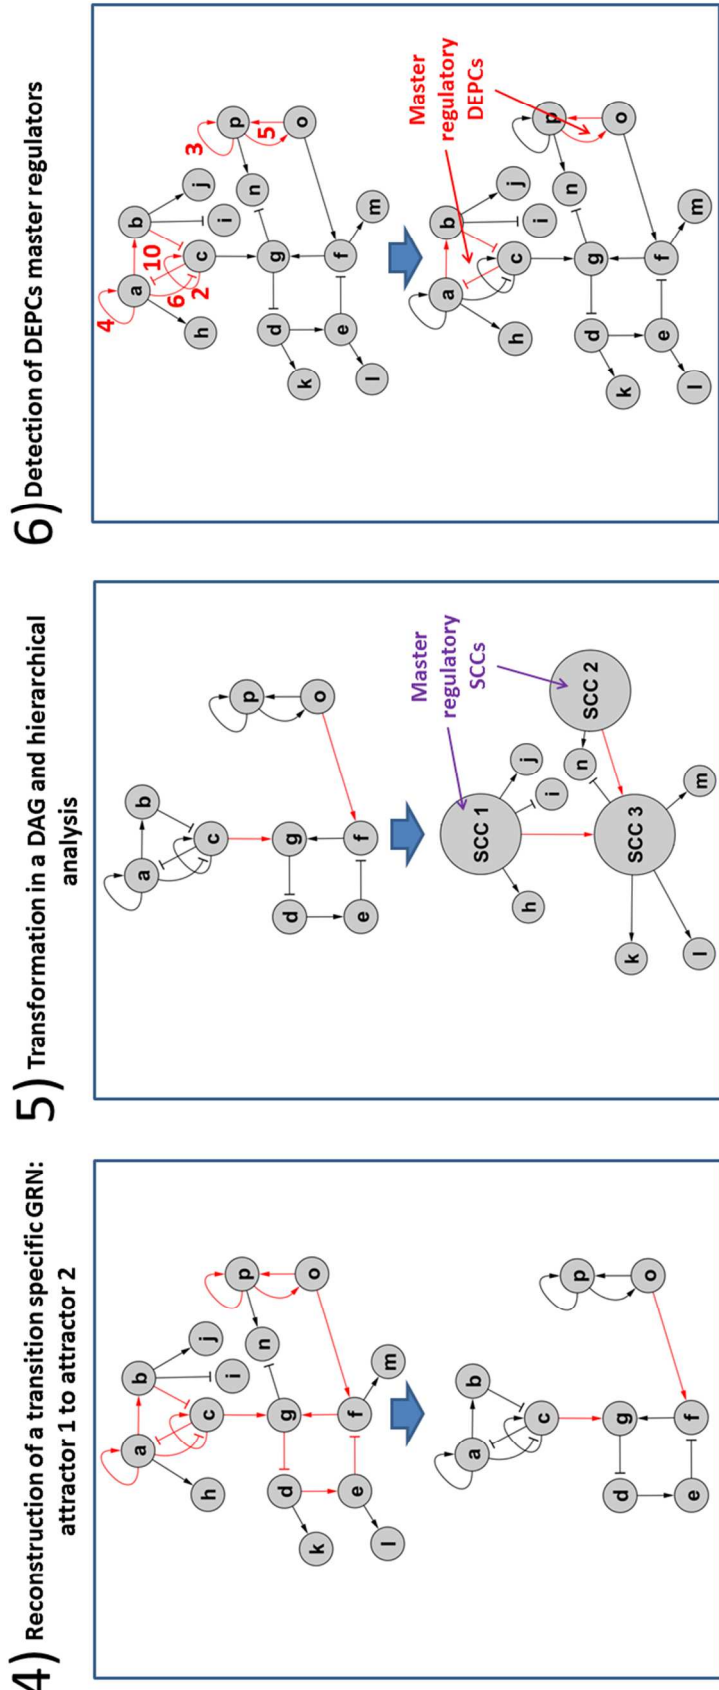 4) Reconstruction of a transition specific GRN:
attractor 1 to attractor 2
a
b
h
c
j
i
p
n
d
g
o
k
e
f
l
m
a
b
c
p
d
g
o
e
f
5) Transformation in a DAG and hierarchical
analysis
a
b
c
p
d
g
o
e
f
Master
regulatory
SCCs
SCC 1
h
j
i
SCC 2
n
SCC 3
k
l
m
6) Detection of DEPCs master regulators
4
a
b
10
6
2
h
c
j
i
3
p
5
n
d
g
o
k
e
f
l
m
Master
regulatory
DEPCs
a
b
h
c
j
i
p
n
d
g
o
k
e
f
l
m